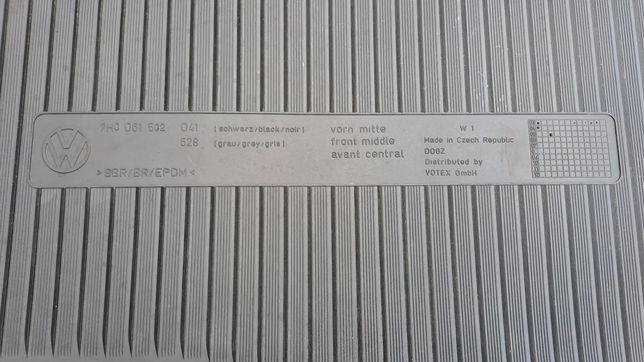 7H0 061 502 041 (schwarz/black/noir)
528 (grau/grey/gris)
>SBR/BR/EPDM<
vorn mitte
front middle
avant central
W 1
Made in Czech Republic
DOGZ
Distributed by
VOTEX GmbH